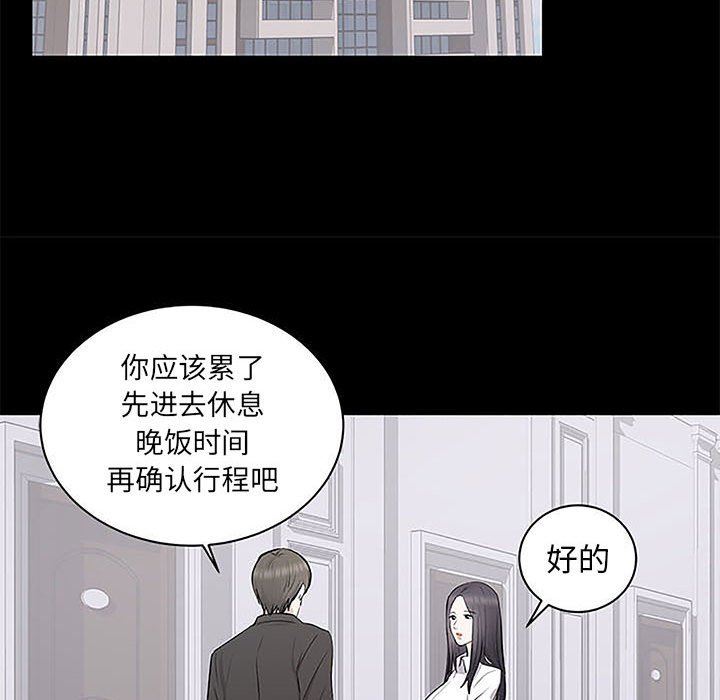 你应该累了
先进去休息
晚饭时间
再确认行程吧
好的